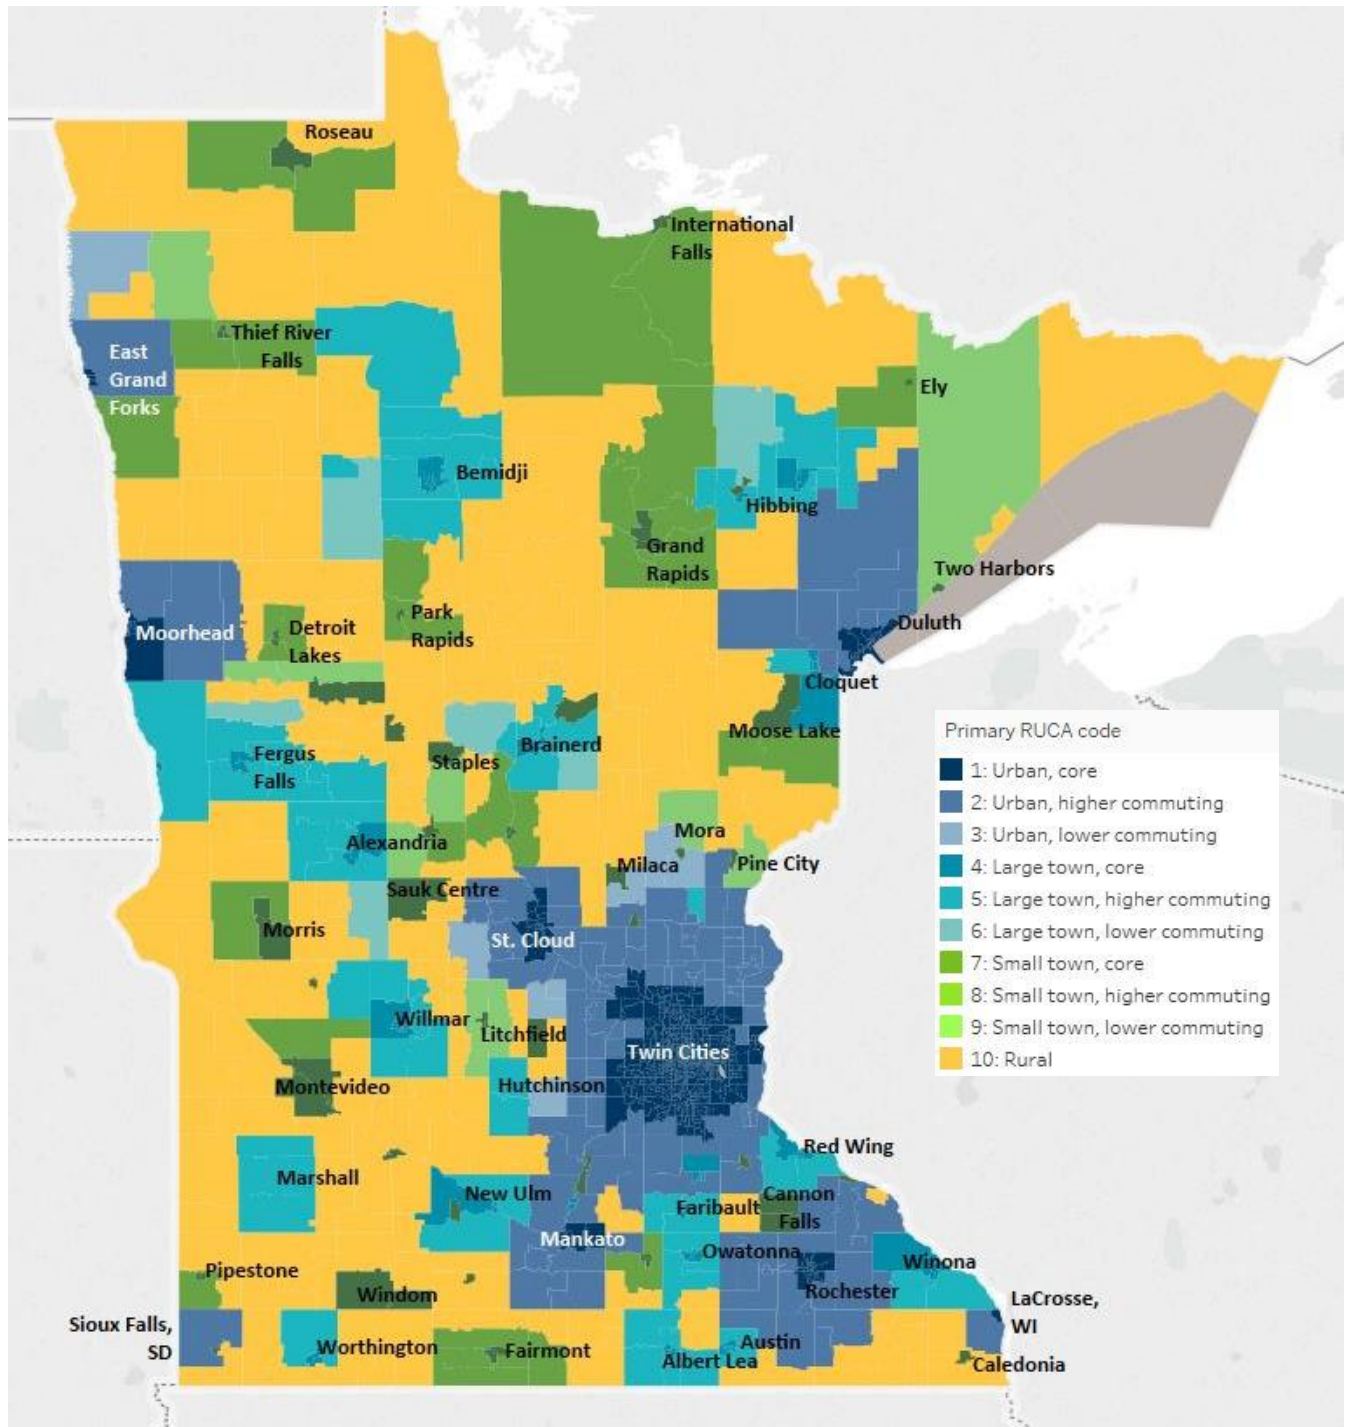 Roseau
International
Falls
Thief River
Falls
East
Grand
Forks
Ely
Bemidji
Hibbing
Grand
Rapids
Two Harbors
Park
Rapids
Moorhead
Detroit
Lakes
Duluth
Cloquet
Moose Lake
Brainerd
Staples
Fergus
Falls
Primary RUCA code
1: Urban, core
2: Urban, higher commuting
3: Urban, lower commuting
4: Large town, core
5: Large town, higher commuting
6: Large town, lower commuting
7: Small town, core
8: Small town, higher commuting
9: Small town, lower commuting
10: Rural
Alexandria
Mora
Milaca
Pine City
Sauk Centre
Morris
St. Cloud
Willmar
Litchfield
Twin Cities
Montevideo
Hutchinson
Red Wing
Marshall
New Ulm
Faribault
Cannon
Falls
Mankato
Owatonna
Winona
Pipestone
Windom
Rochester
LaCrosse,
WI
Sioux Falls,
SD
Worthington
Fairmont
Austin
Albert Lea
Caledonia